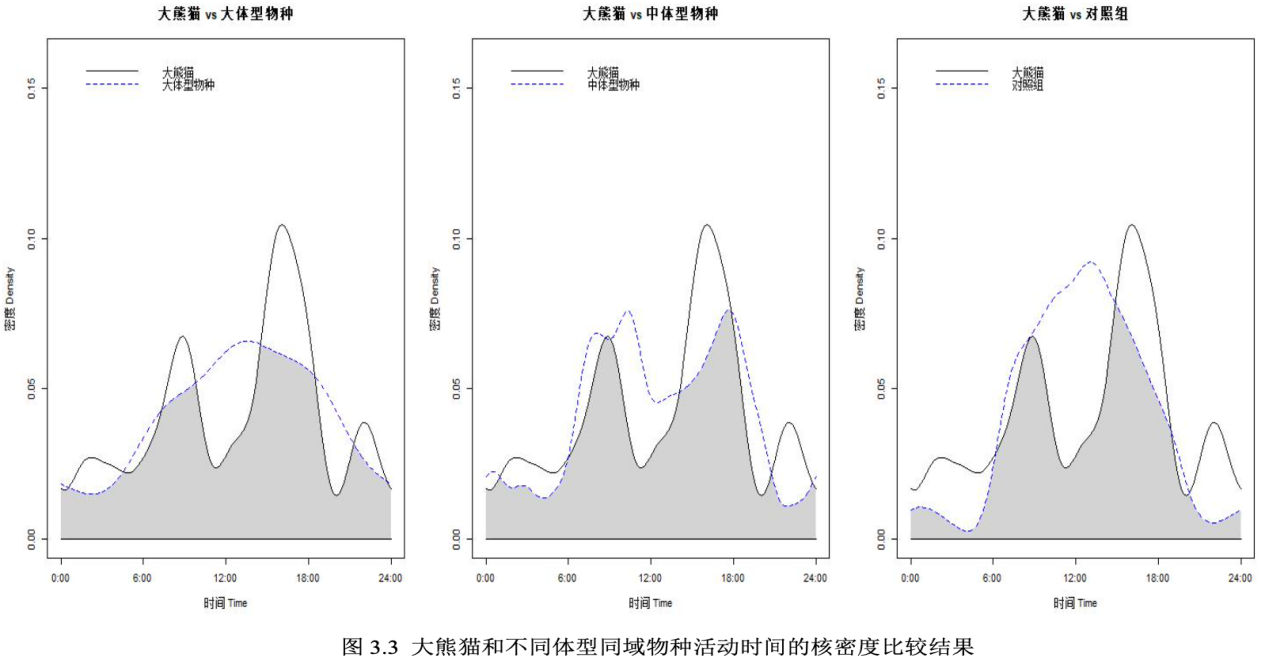 大熊猫 vs 大体型物种
大熊猫
大体型物种
0.15
0.10
0.05
0.00
密度 Density
0:00 6:00 12:00 18:00 24:00
时间 Time
大熊猫 vs 中体型物种
大熊猫
中体型物种
0.15
0.10
0.05
0.00
密度 Density
0:00 6:00 12:00 18:00 24:00
时间 Time
大熊猫 vs 对照组
大熊猫
对照组
0.15
0.10
0.05
0.00
密度 Density
0:00 6:00 12:00 18:00 24:00
时间 Time
图 3.3 大熊猫和不同体型同域物种活动时间的核密度比较结果